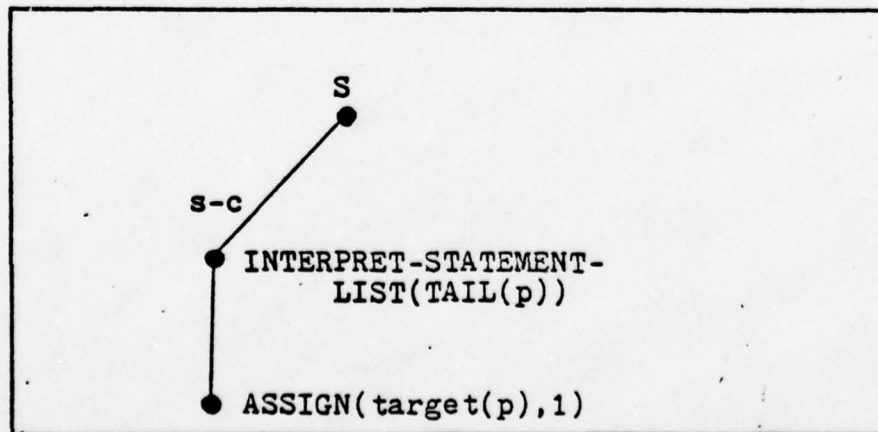 S
s-c
INTERPRET-STATEMENT-
LIST(TAIL(p))
ASSIGN(target(p),1)